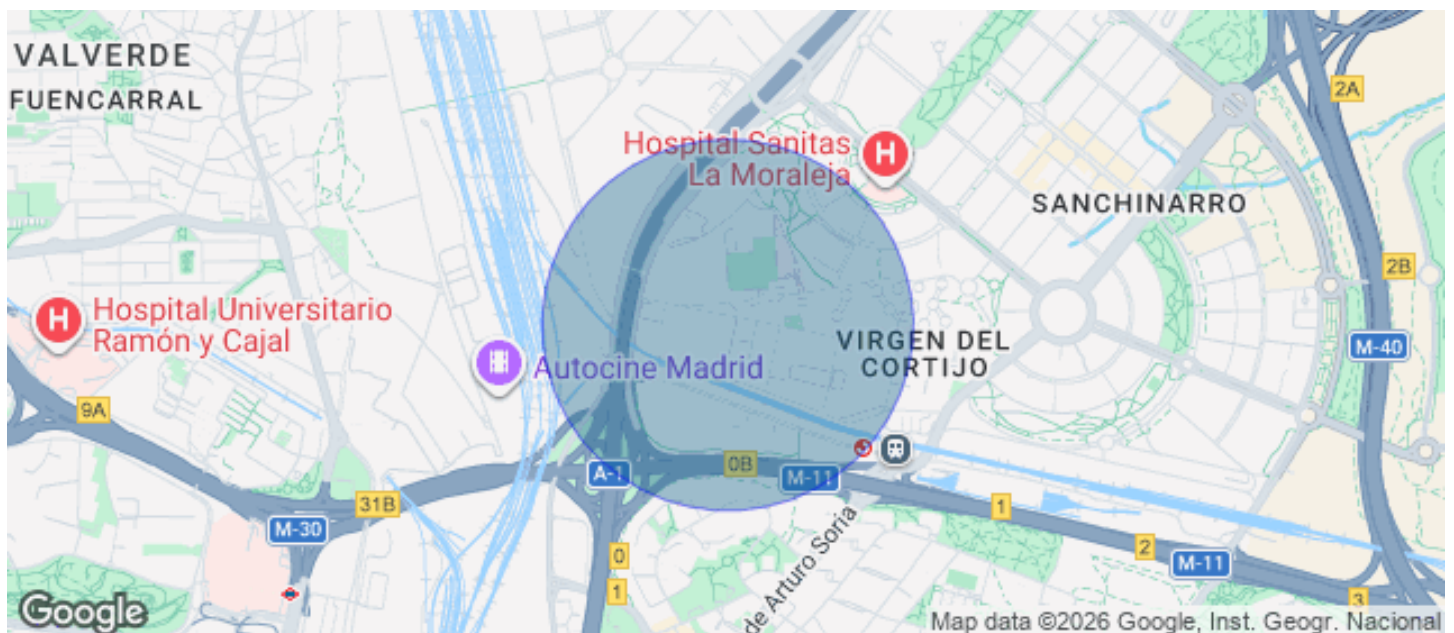 VALVERDE
FUENCARRAL
2A
Hospital Sanitas
La Moraleja
H
SANCHINARRO
2B
H
Hospital Universitario
Ramón y Cajal
VIRGEN DEL
CORTIJO
M-40
Autocine Madrid
9A
A-1
0B
M-11
31B
M-30
1
de Arturo Soria
0
2
M-11
1
3
Google
Map data ©2026 Google, Inst. Geogr. Nacional